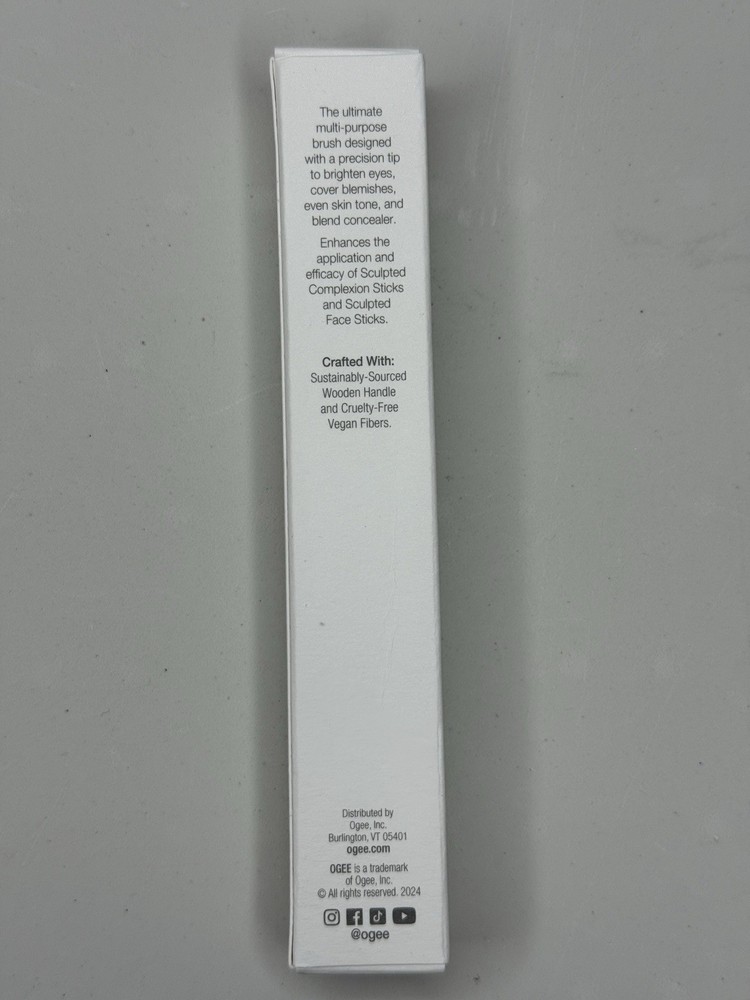 The ultimate
multi-purpose
brush designed
with a precision tip
to brighten eyes,
cover blemishes,
even skin tone, and
blend concealer.
Enhances the
application and
efficacy of Sculpted
Complexion Sticks
and Sculpted
Face Sticks.
Crafted With:
Sustainably-Sourced
Wooden Handle
and Cruelty-Free
Vegan Fibers.
Distributed by
Ogee, Inc.
Burlington, VT 05401
ogee.com
OGEE is a trademark
of Ogee, Inc.
© All rights reserved. 2024
@ogee